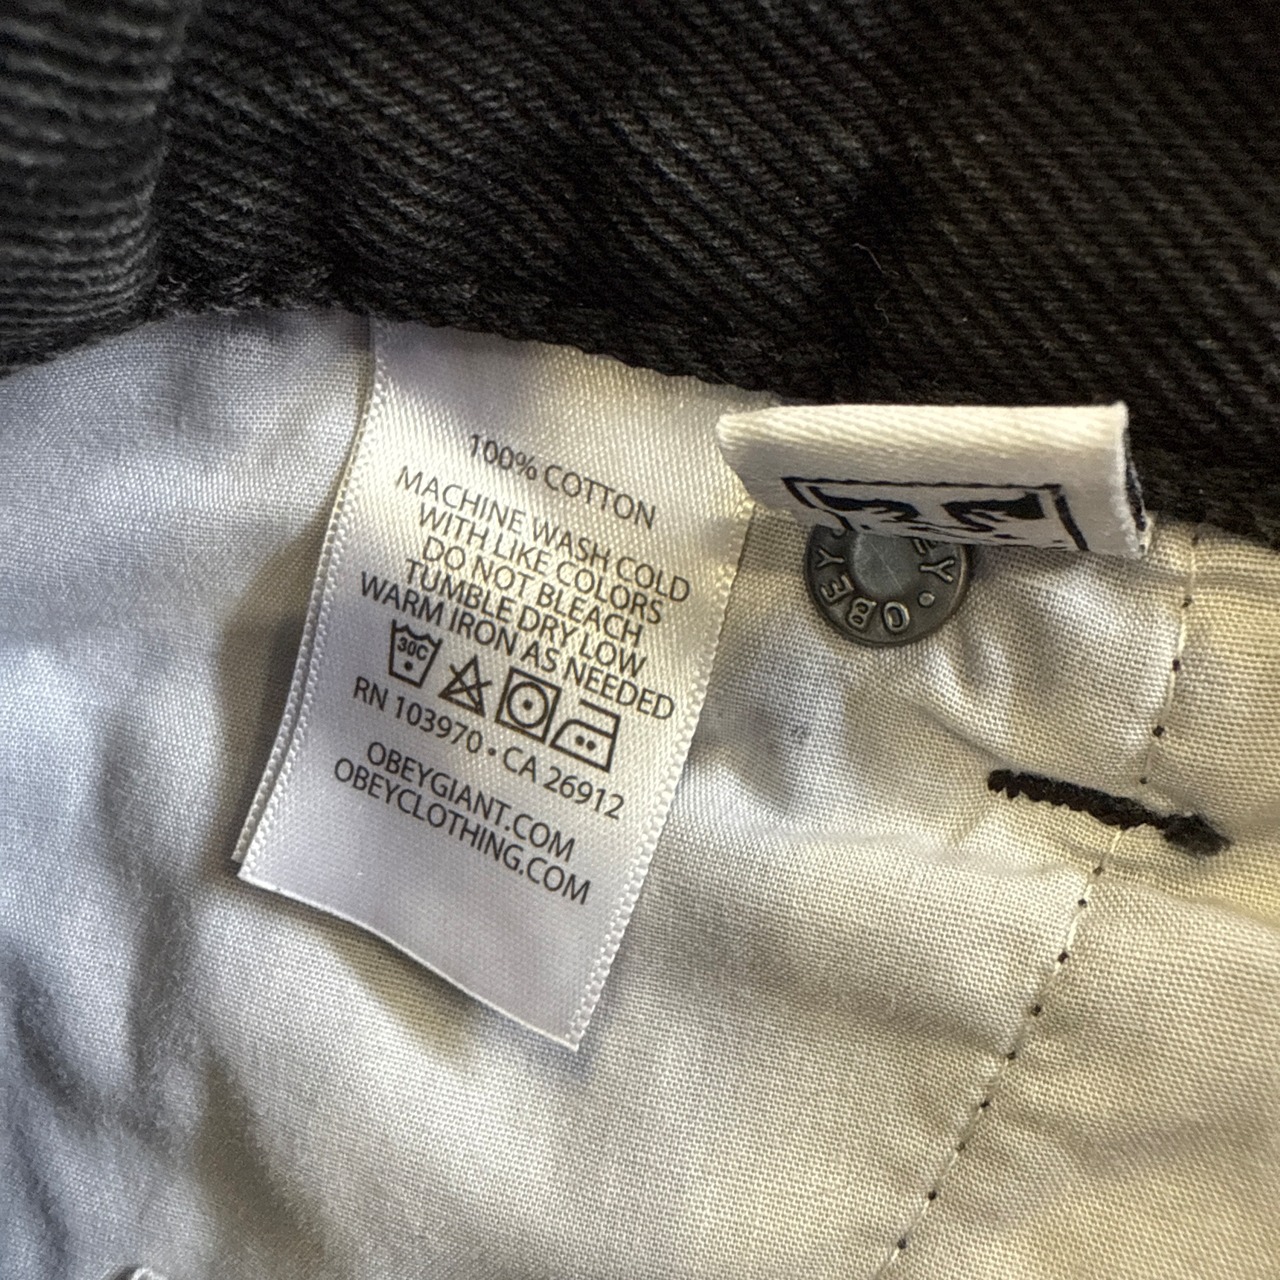 100% COTTON
MACHINE WASH COLD
WITH LIKE COLORS
DO NOT BLEACH
TUMBLE DRY LOW
WARM IRON AS NEEDED
30C
RN 103970 • CA 26912
OBEYGIANT.COM
OBEYCLOTHING.COM
OBEY •